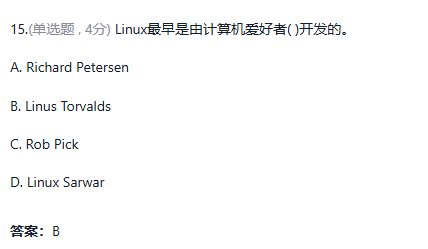 15.(单选题 , 4分) Linux最早是由计算机爱好者( )开发的。
A. Richard Petersen
B. Linus Torvalds
C. Rob Pick
D. Linux Sarwar
答案：B